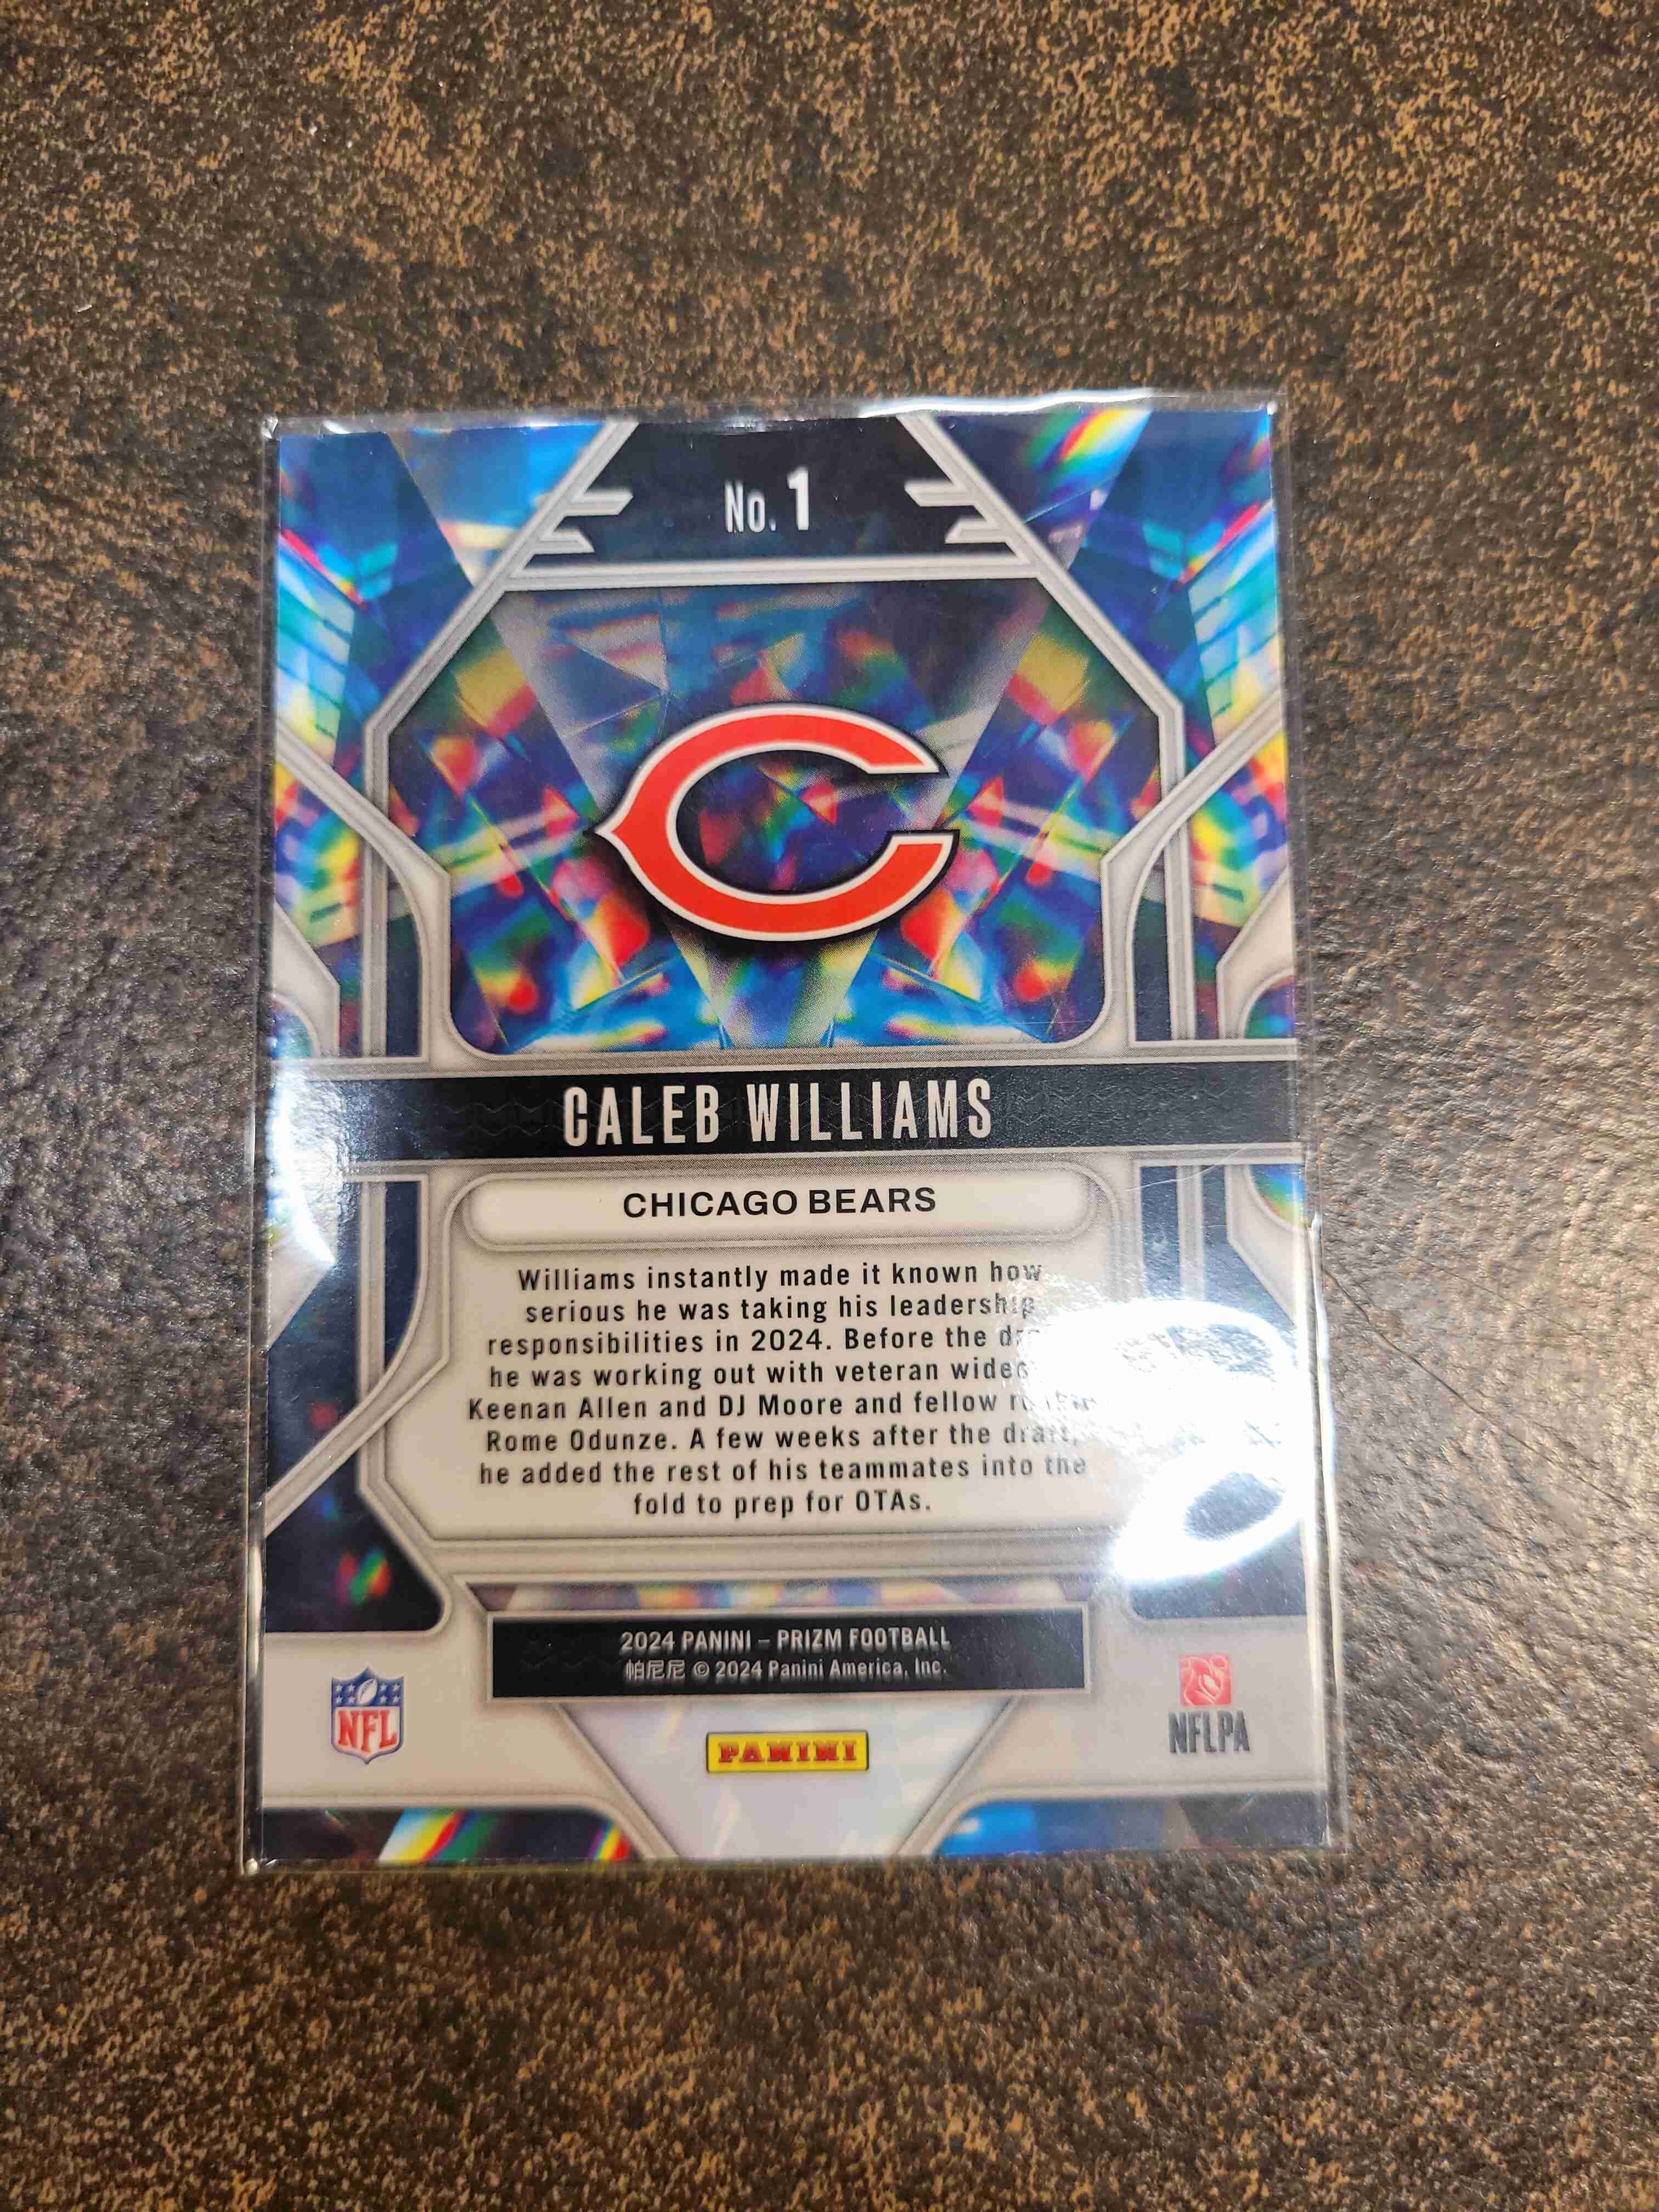 No. 1
CALEB WILLIAMS
CHICAGO BEARS
Williams instantly made it known how
serious he was taking his leadership
responsibilities in 2024. Before the
he was working out with veteran wides
Keenan Allen and DJ Moore and fellow
Rome Odunze. A few weeks after the draft,
he added the rest of his teammates into the
fold to prep for OTAs.
2024 PANINI – PRIZM FOOTBALL
帕尼尼 © 2024 Panini America, Inc.
NFL
PANINI
NFLPA